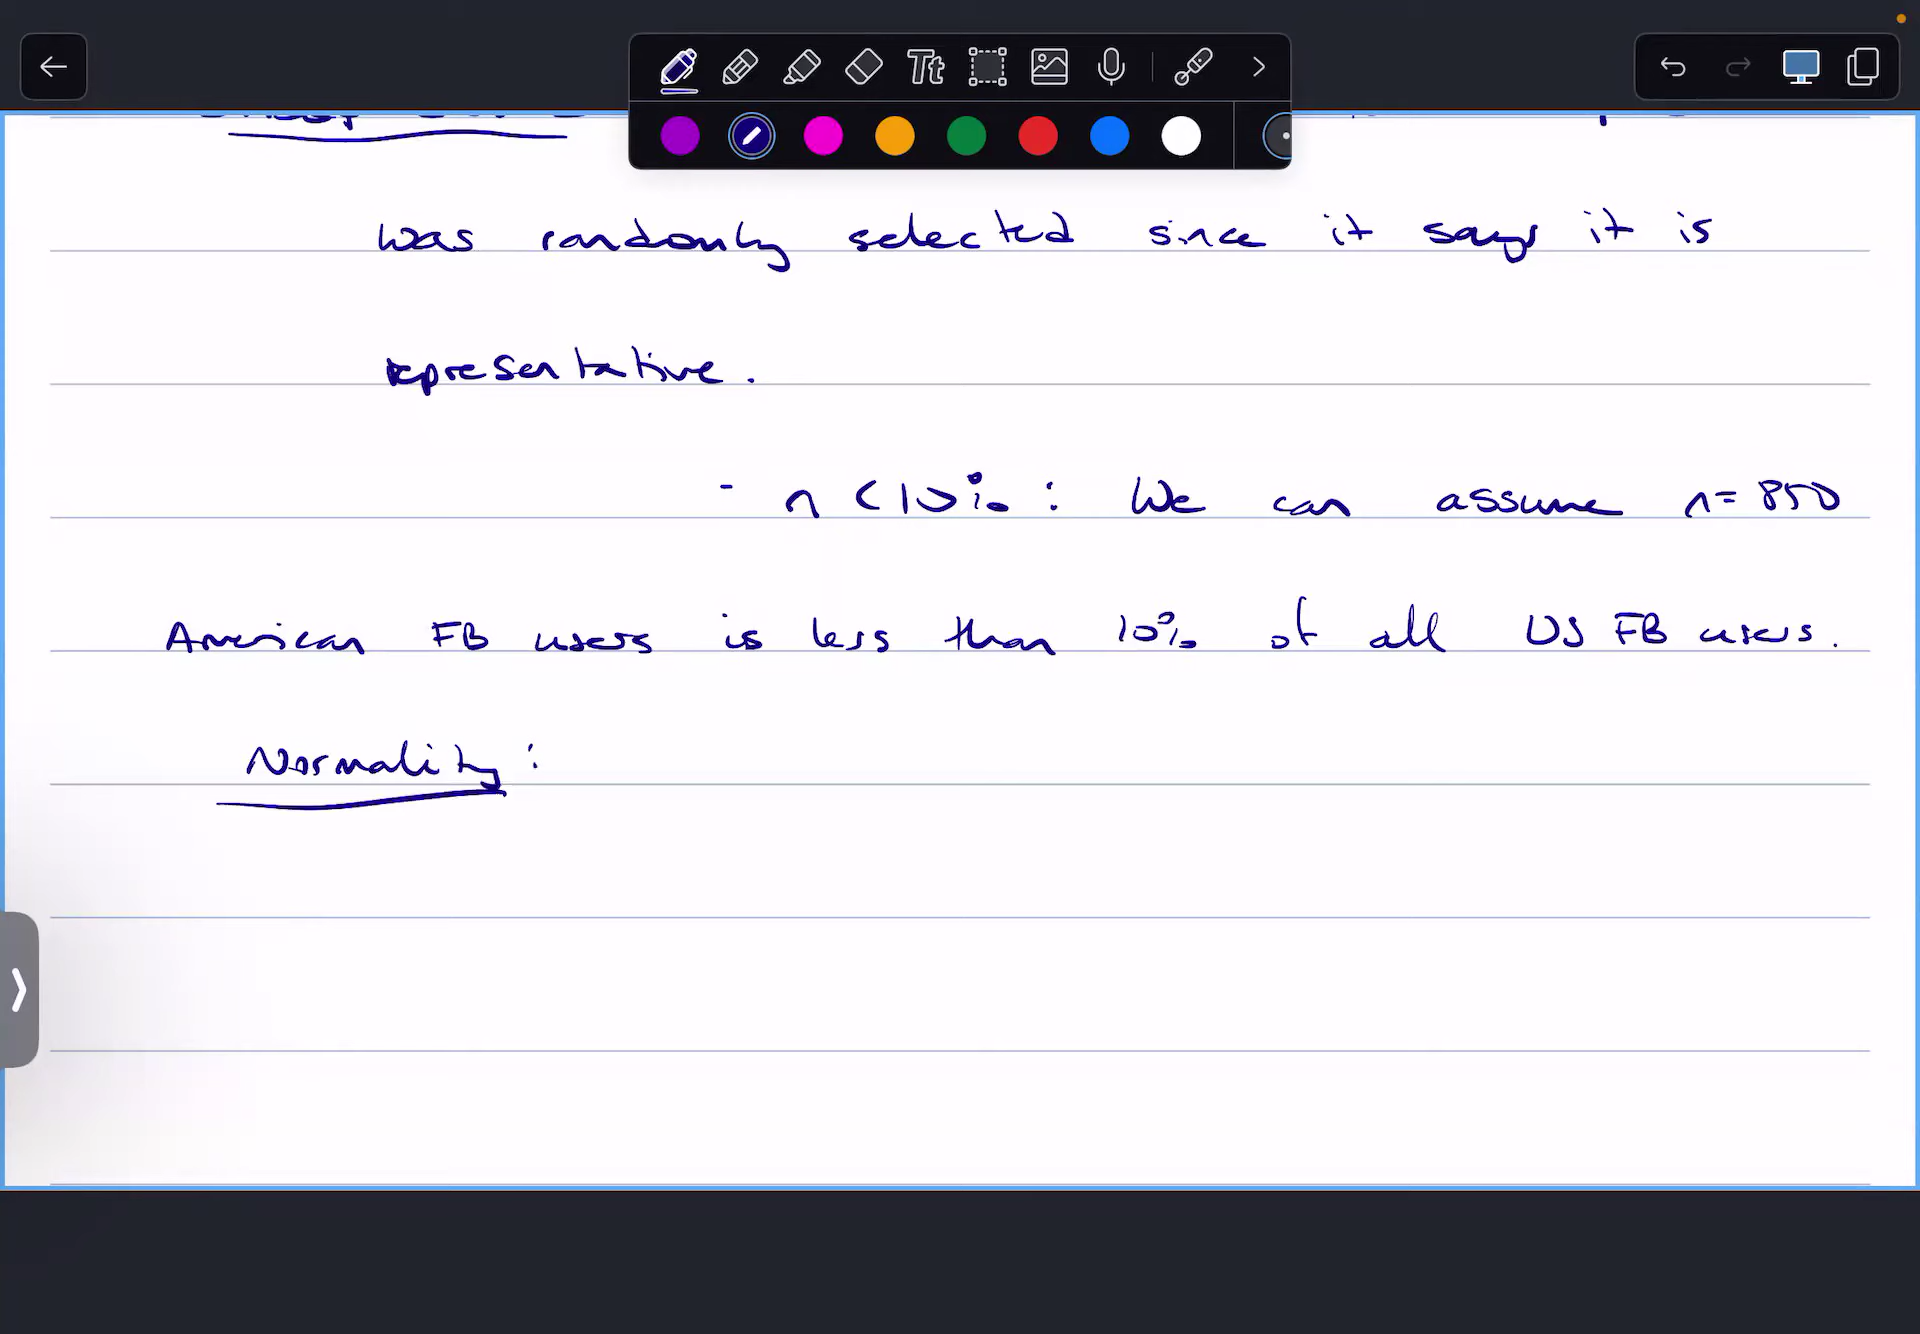 Tt
was randomly selected since it says it is
representative.
- n < 10% : We can assume n = 850
American FB users is less than 10% of all US FB users.
Normality: